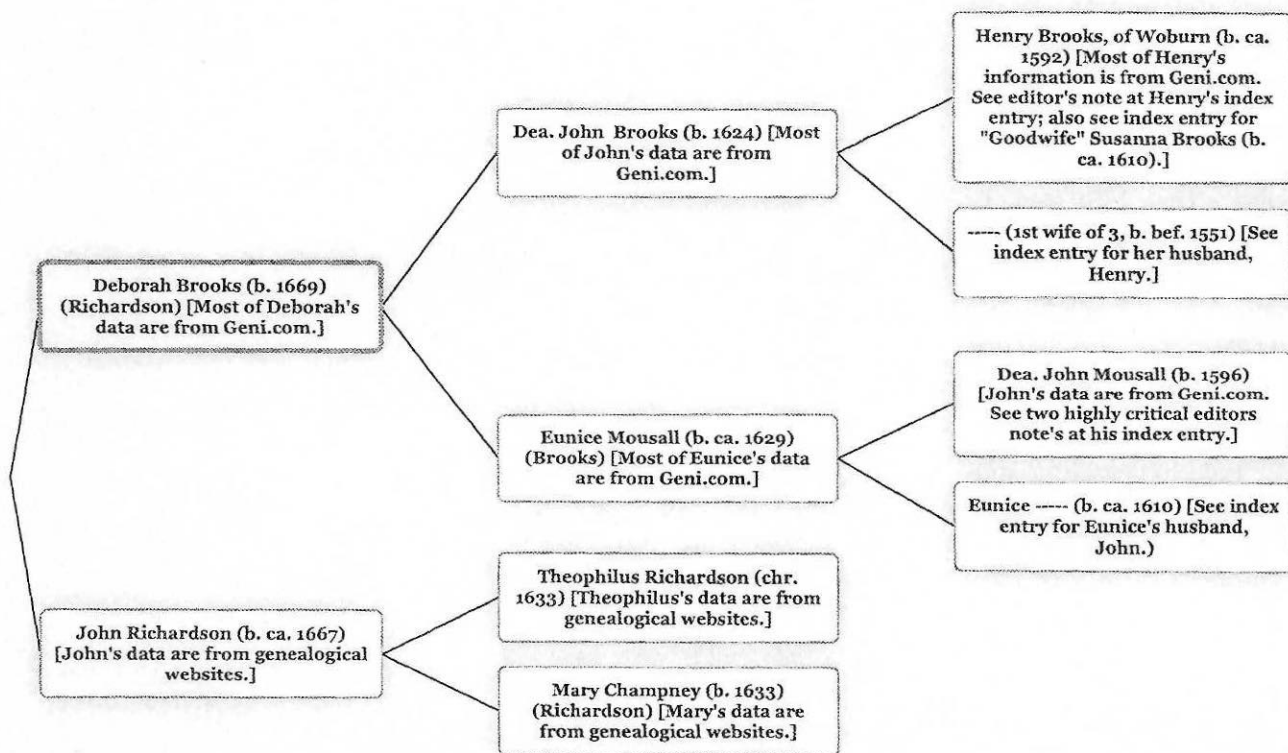 Henry Brooks, of Woburn (b. ca.
1592) [Most of Henry's
information is from Geni.com.
See editor's note at Henry's index
entry; also see index entry for
"Goodwife" Susanna Brooks (b.
ca. 1610).]
Dea. John Brooks (b. 1624) [Most
of John's data are from
Geni.com.]
----- (1st wife of 3, b. bef. 1551) [See
index entry for her husband,
Henry.]
Deborah Brooks (b. 1669)
(Richardson) [Most of Deborah's
data are from Geni.com.]
Dea. John Mousall (b. 1596)
[John's data are from Geni.com.
See two highly critical editors
note's at his index entry.]
Eunice Mousall (b. ca. 1629)
(Brooks) [Most of Eunice's data
are from Geni.com.]
Eunice ----- (b. ca. 1610) [See index
entry for Eunice's husband,
John.)
Theophilus Richardson (chr.
1633) [Theophilus's data are from
genealogical websites.]
John Richardson (b. ca. 1667)
[John's data are from genealogical
websites.]
Mary Champney (b. 1633)
(Richardson) [Mary's data are
from genealogical websites.]